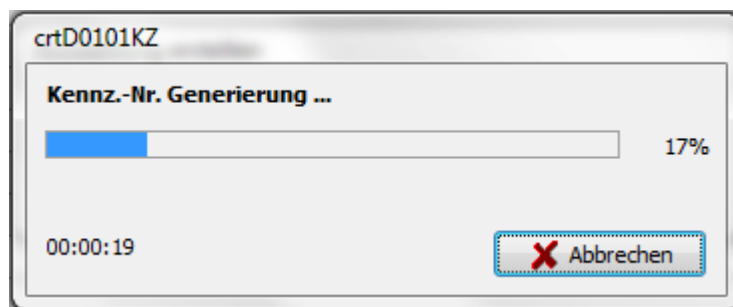 crtD0101KZ
Kennz.-Nr. Generierung ...
17%
00:00:19
Abbrechen